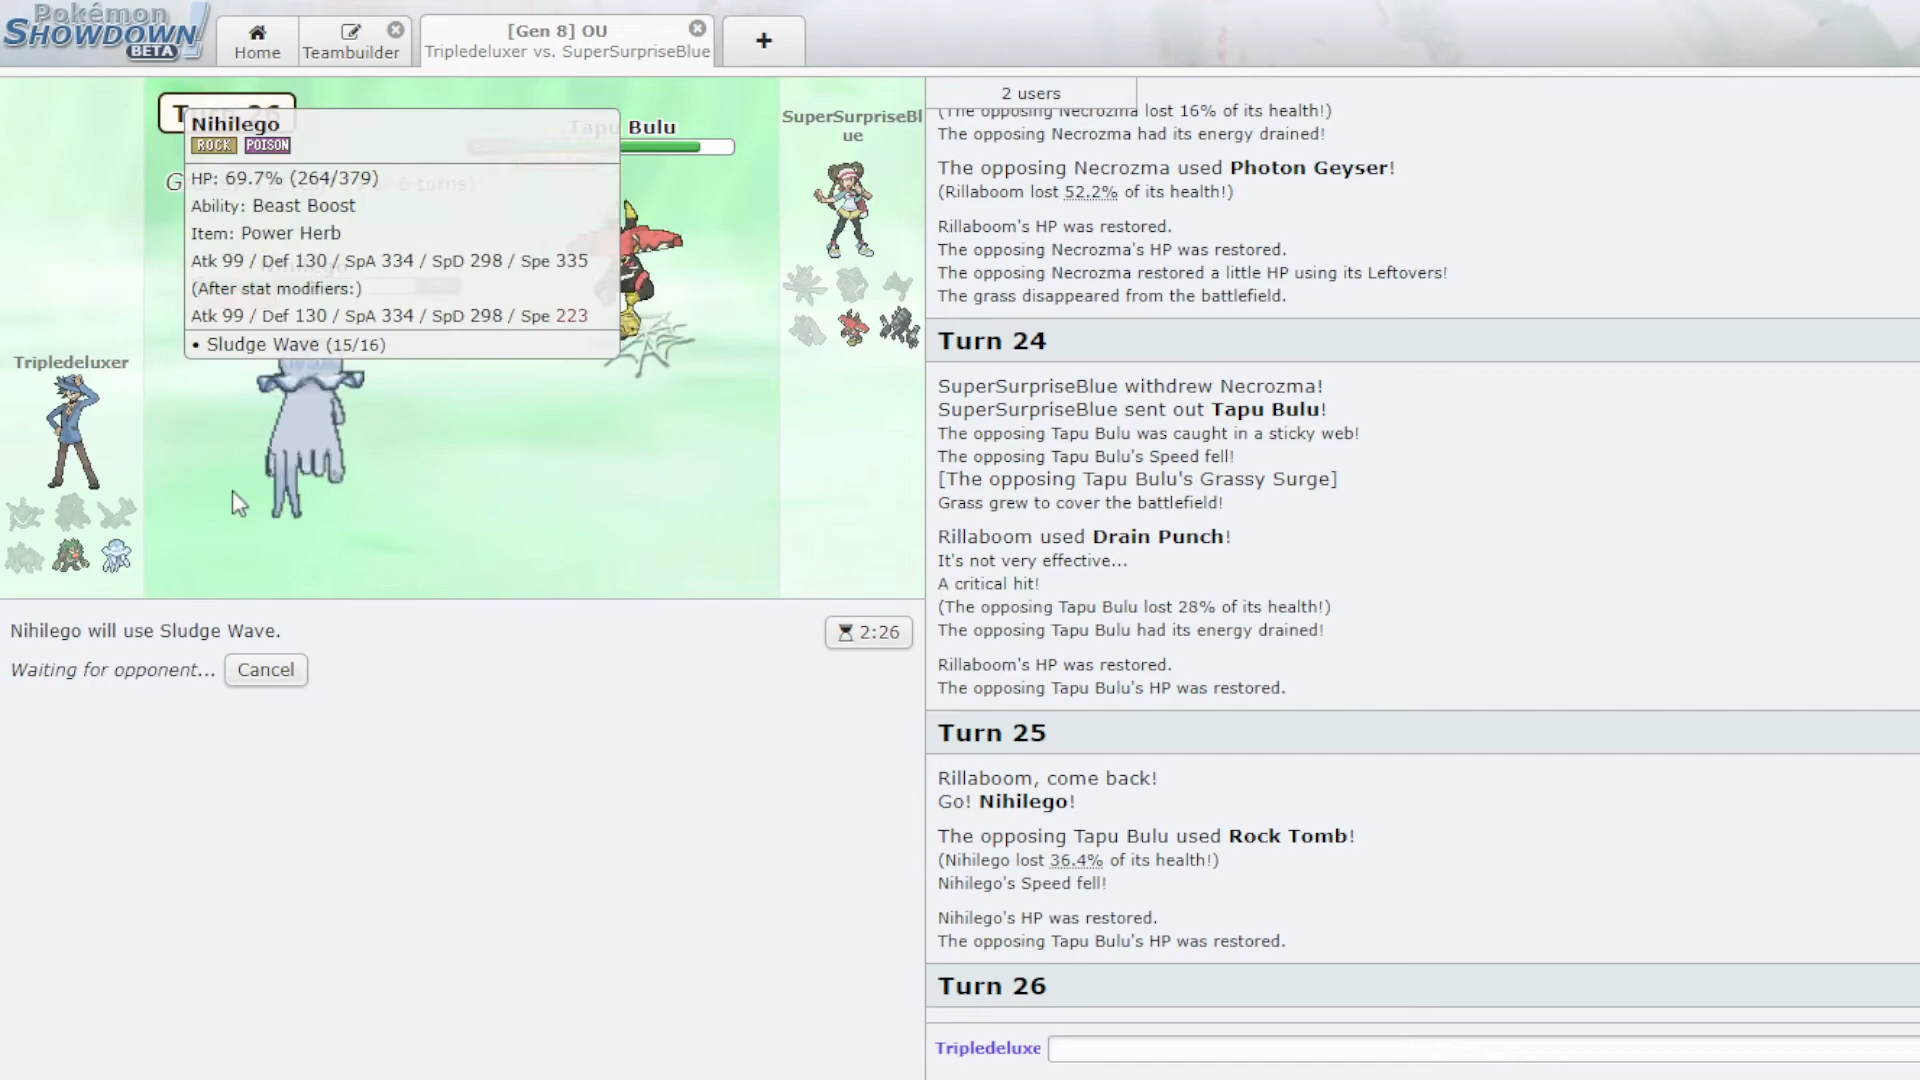 Pokémon
SHOWDOWN
BETA
Home
Teambuilder
[Gen 8] OU
Tripledeluxer vs. SuperSurpriseBlue
+
Nihilego
ROCK POISON
HP: 69.7% (264/379)
Ability: Beast Boost
Item: Power Herb
Atk 99 / Def 130 / SpA 334 / SpD 298 / Spe 335
(After stat modifiers:)
Atk 99 / Def 130 / SpA 334 / SpD 298 / Spe 223
• Sludge Wave (15/16)
Tapu Bulu
SuperSurpriseBl
ue
Tripledeluxer
Nihilego will use Sludge Wave.
2:26
Waiting for opponent... Cancel
2 users
(The opposing Necrozma lost 16% of its health!)
The opposing Necrozma had its energy drained!
The opposing Necrozma used Photon Geyser!
(Rillaboom lost 52.2% of its health!)
Rillaboom's HP was restored.
The opposing Necrozma's HP was restored.
The opposing Necrozma restored a little HP using its Leftovers!
The grass disappeared from the battlefield.
Turn 24
SuperSurpriseBlue withdrew Necrozma!
SuperSurpriseBlue sent out Tapu Bulu!
The opposing Tapu Bulu was caught in a sticky web!
The opposing Tapu Bulu's Speed fell!
[The opposing Tapu Bulu's Grassy Surge]
Grass grew to cover the battlefield!
Rillaboom used Drain Punch!
It's not very effective...
A critical hit!
(The opposing Tapu Bulu lost 28% of its health!)
The opposing Tapu Bulu had its energy drained!
Rillaboom's HP was restored.
The opposing Tapu Bulu's HP was restored.
Turn 25
Rillaboom, come back!
Go! Nihilego!
The opposing Tapu Bulu used Rock Tomb!
(Nihilego lost 36.4% of its health!)
Nihilego's Speed fell!
Nihilego's HP was restored.
The opposing Tapu Bulu's HP was restored.
Turn 26
Tripledeluxe